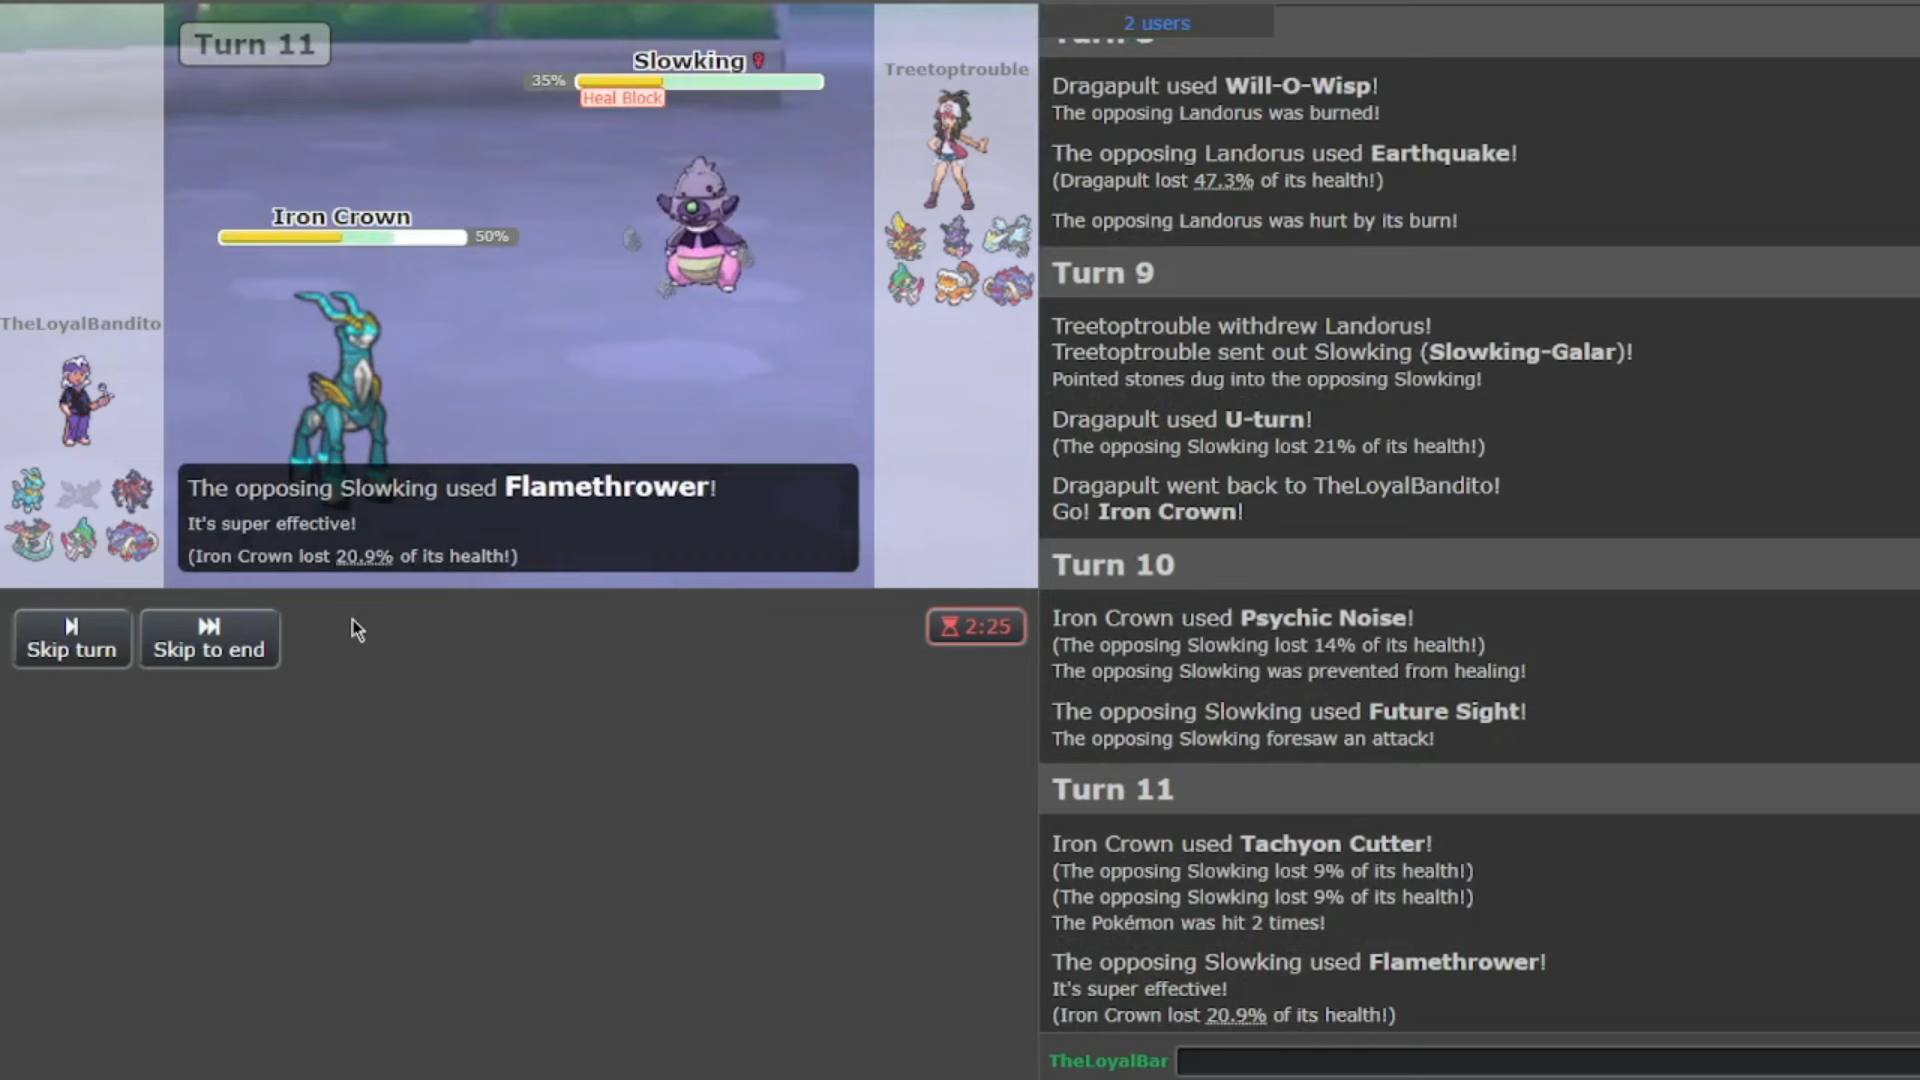 Turn 11
Slowking
35%
Heal Block
Iron Crown
50%
TheLoyalBandito
Treetoptrouble
The opposing Slowking used Flamethrower!
It's super effective!
(Iron Crown lost 20.9% of its health!)
Skip turn
Skip to end
2:25
2 users
Dragapult used Will-O-Wisp!
The opposing Landorus was burned!
The opposing Landorus used Earthquake!
(Dragapult lost 47.3% of its health!)
The opposing Landorus was hurt by its burn!
Turn 9
Treetoptrouble withdrew Landorus!
Treetoptrouble sent out Slowking (Slowking-Galar)!
Pointed stones dug into the opposing Slowking!
Dragapult used U-turn!
(The opposing Slowking lost 21% of its health!)
Dragapult went back to TheLoyalBandito!
Go! Iron Crown!
Turn 10
Iron Crown used Psychic Noise!
(The opposing Slowking lost 14% of its health!)
The opposing Slowking was prevented from healing!
The opposing Slowking used Future Sight!
The opposing Slowking foresaw an attack!
Turn 11
Iron Crown used Tachyon Cutter!
(The opposing Slowking lost 9% of its health!)
(The opposing Slowking lost 9% of its health!)
The Pokémon was hit 2 times!
The opposing Slowking used Flamethrower!
It's super effective!
(Iron Crown lost 20.9% of its health!)
TheLoyalBar